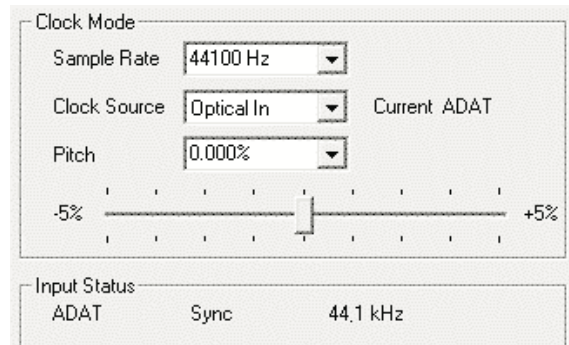 Clock Mode
Sample Rate 44100 Hz
Clock Source Optical In Current ADAT
Pitch 0.000%
-5% +5%
Input Status
ADAT Sync 44.1 kHz